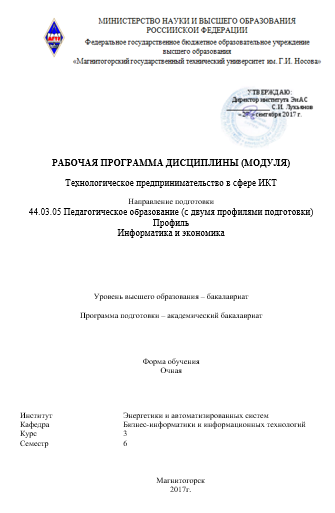 МИНИСТЕРСТВО НАУКИ И ВЫСШЕГО ОБРАЗОВАНИЯ
РОССИЙСКОЙ ФЕДЕРАЦИИ
Федеральное государственное бюджетное образовательное учреждение
высшего образования
«Магнитогорский государственный технический университет им. Г.И. Носова»
УТВЕРЖДАЮ:
Директор института ЭиАС
С.И. Лукьянов
сентября 2017 г.
РАБОЧАЯ ПРОГРАММА ДИСЦИПЛИНЫ (МОДУЛЯ)
Технологическое предпринимательство в сфере ИКТ
Направление подготовки
44.03.05 Педагогическое образование (с двумя профилями подготовки)
Профиль
Информатика и экономика
Уровень высшего образования – бакалавриат
Программа подготовки – академический бакалавриат
Форма обучения
Очная
Институт Энергетики и автоматизированных систем
Кафедра Бизнес-информатики и информационных технологий
Курс 3
Семестр 6
Магнитогорск
2017г.